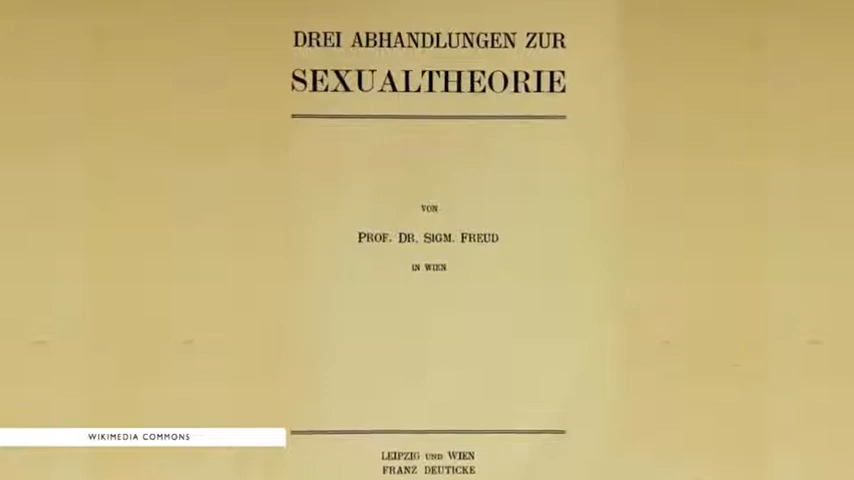 DREI ABHANDLUNGEN ZUR
SEXUALTHEORIE
VON
PROF. DR. SIGM. FREUD
IN WIEN
WIKIMEDIA COMMONS
LEIPZIG UND WIEN
FRANZ DEUTICKE